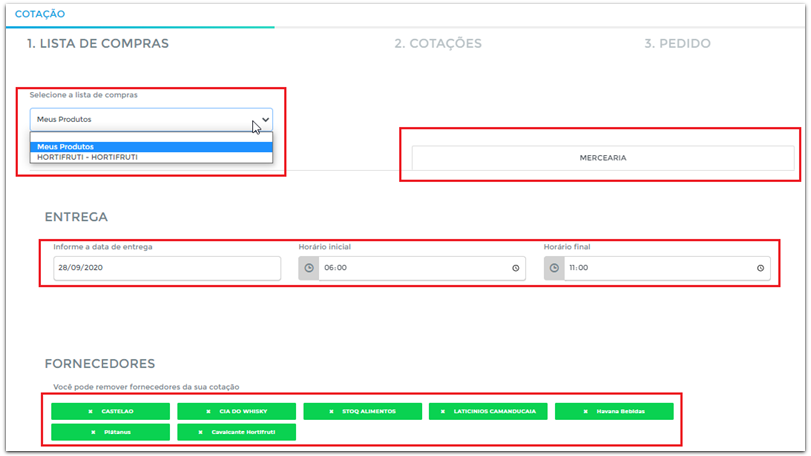 COTAÇÃO
1. LISTA DE COMPRAS 2. COTAÇÕES 3. PEDIDO
Selecione a lista de compras
Meus Produtos
Meus Produtos
HORTIFRUTI - HORTIFRUTI
MERCEARIA
ENTREGA
Informe a data de entrega Horário inicial Horário final
28/09/2020 06:00 11:00
FORNECEDORES
Você pode remover fornecedores da sua cotação
× CASTELAO × CIA DO WHISKY × STOQ ALIMENTOS × LATICINIOS CAMANDUCAIA × Havana Bebidas
× Plátanus × Cavalcante Hortifruti